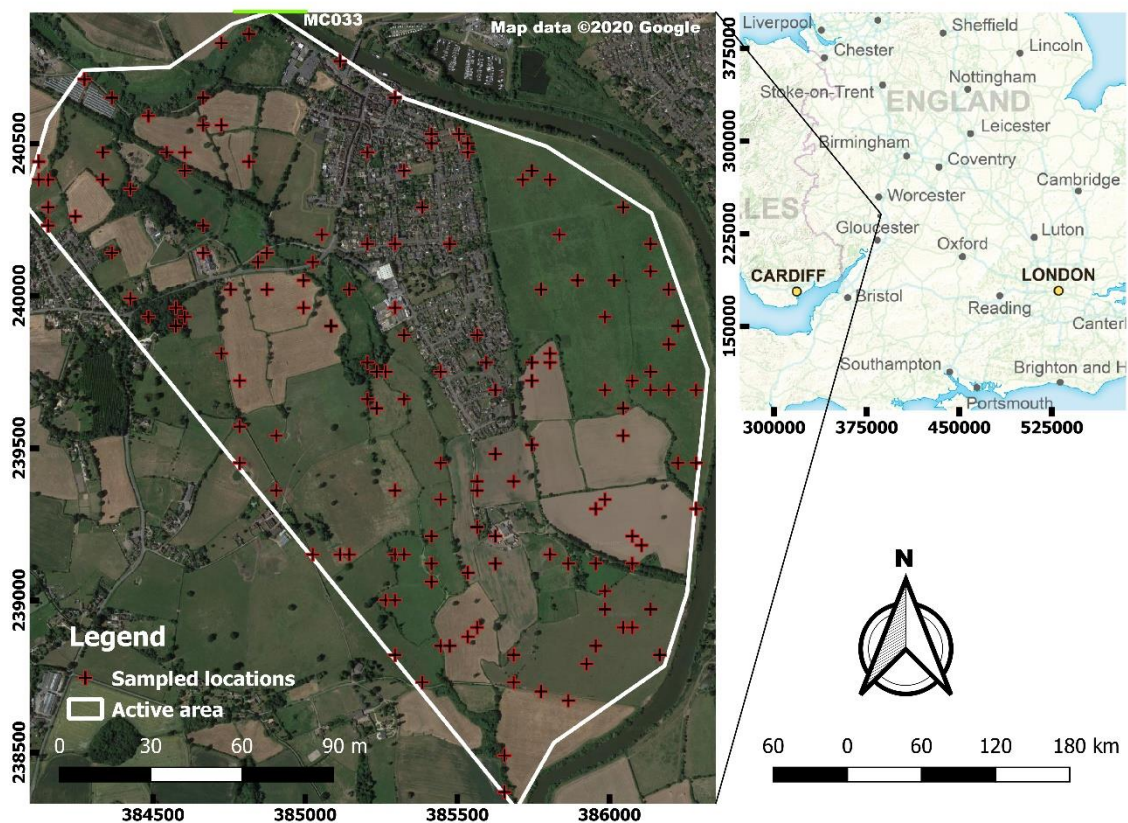 MC033
Map data ©2020 Google
240500
240000
239500
239000
238500
384500
385000
385500
386000
Legend
Sampled locations
Active area
0 30 60 90 m
Liverpool
Sheffield
Chester
Lincoln
Stoke-on-Trent
Nottingham
ENGLAND
Leicester
Birmingham
Coventry
Worcester
Cambridge
LES
Gloucester
Luton
Oxford
CARDIFF
LONDON
Bristol
Reading
Canter
Southampton
Brighton and H
Portsmouth
375000
300000
225000
150000
300000 375000 450000 525000
N
60 0 60 120 180 km